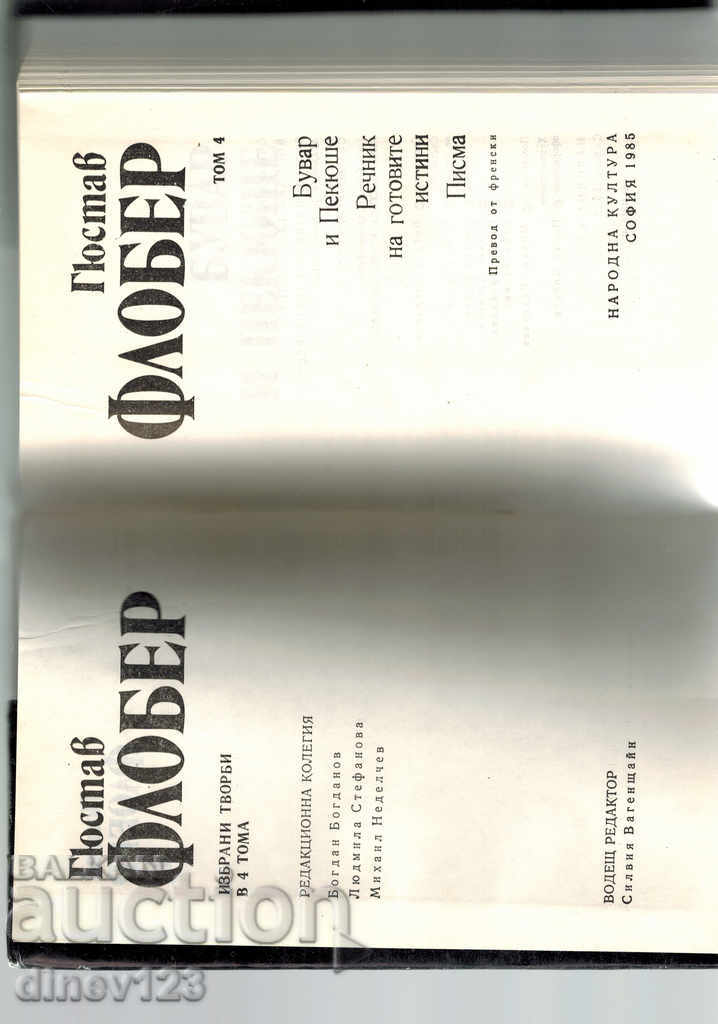 Гюстав
ФЛОБЕР
ИЗБРАНИ ТВОРБИ
В 4 ТОМА
РЕДАКЦИОННА КОЛЕГИЯ
Богдан Богданов
Людмила Стефанова
Михаил Неделчев
ВОДЕЩ РЕДАКТОР
Силвия Вагенщайн
Гюстав
ФЛОБЕР
ТОМ 4
Бувар
и Пекюше
Речник
на готовите
истини
Писма
Превод от френски
НАРОДНА КУЛТУРА
СОФИЯ 1985
BALKAN
auction
dinev123